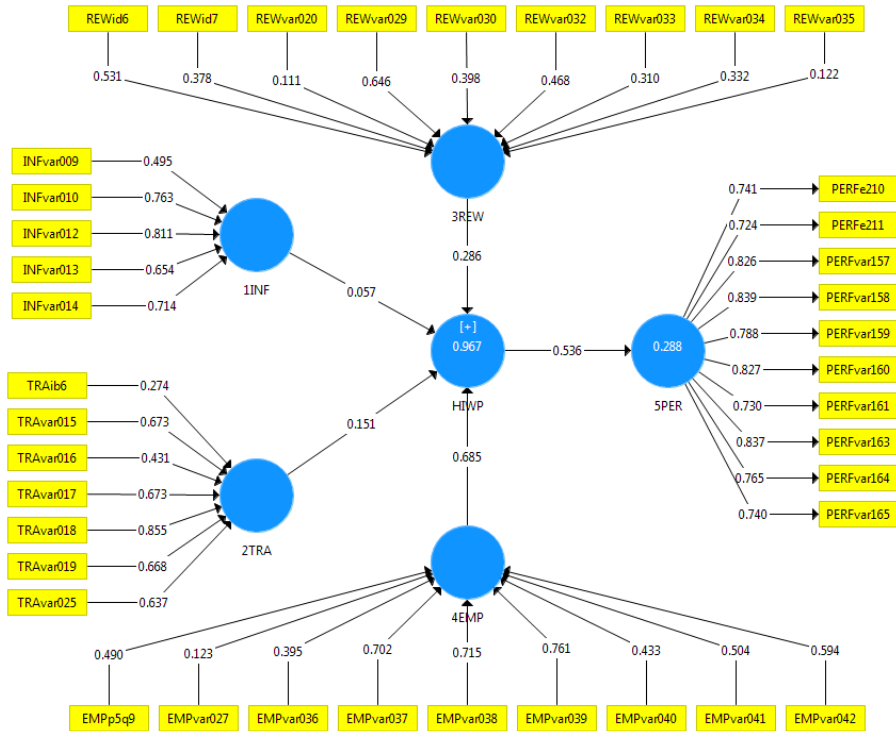 REWid6 REWid7 REWvar020 REWvar029 REWvar030 REWvar032 REWvar033 REWvar034 REWvar035
0.531 0.378 0.111 0.646 0.398 0.468 0.310 0.332 0.122
3REW
0.286
INFvar009 0.495
INFvar010 0.763
INFvar012 0.811
INFvar013 0.654
INFvar014 0.714
1INF
0.057
TRAib6 0.274
TRAvar015 0.673
TRAvar016 0.431
TRAvar017 0.673
TRAvar018 0.855
TRAvar019 0.668
TRAvar025 0.637
2TRA
0.151
[+]
0.967
HIWP
0.536
0.288
5PER
0.741 PERFe210
0.724 PERFe211
0.826 PERFvar157
0.839 PERFvar158
0.788 PERFvar159
0.827 PERFvar160
0.730 PERFvar161
0.837 PERFvar163
0.765 PERFvar164
0.740 PERFvar165
0.685
4EMP
0.490 0.123 0.395 0.702 0.715 0.761 0.433 0.504 0.594
EMPp5q9 EMPvar027 EMPvar036 EMPvar037 EMPvar038 EMPvar039 EMPvar040 EMPvar041 EMPvar042